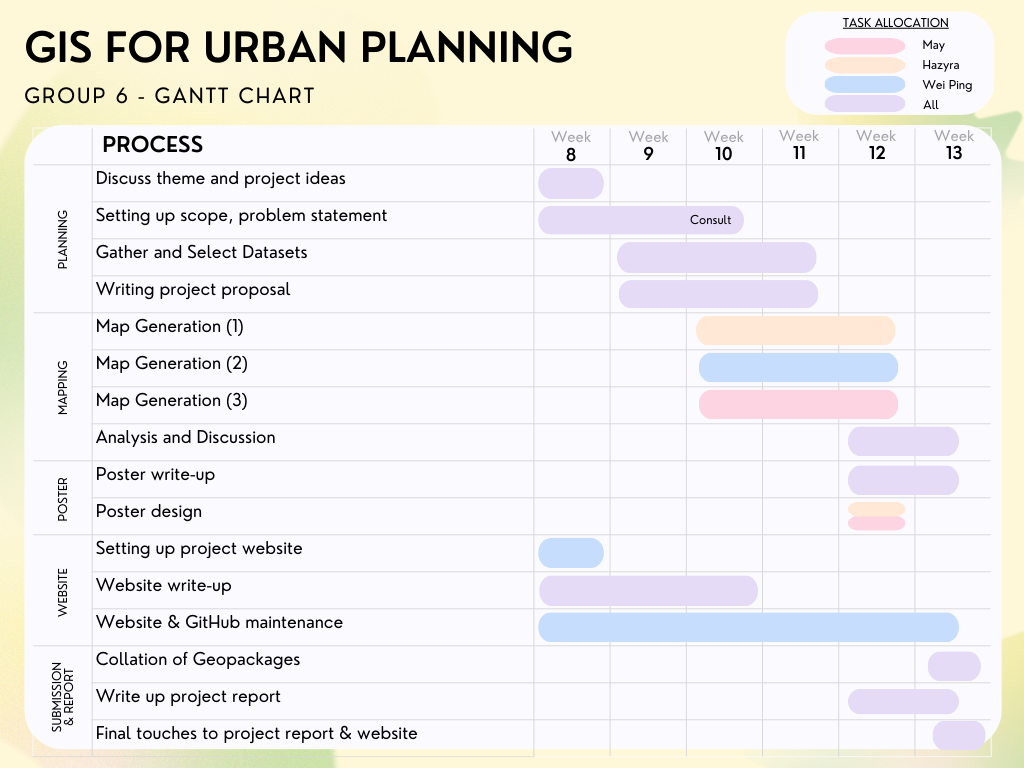 GIS FOR URBAN PLANNING
GROUP 6 - GANTT CHART
TASK ALLOCATION
May
Hazyra
Wei Ping
All
PROCESS
Week 8
Week 9
Week 10
Week 11
Week 12
Week 13
PLANNING
Discuss theme and project ideas
Setting up scope, problem statement
Consult
Gather and Select Datasets
Writing project proposal
MAPPING
Map Generation (1)
Map Generation (2)
Map Generation (3)
Analysis and Discussion
POSTER
Poster write-up
Poster design
WEBSITE
Setting up project website
Website write-up
Website & GitHub maintenance
SUBMISSION
& REPORT
Collation of Geopackages
Write up project report
Final touches to project report & website